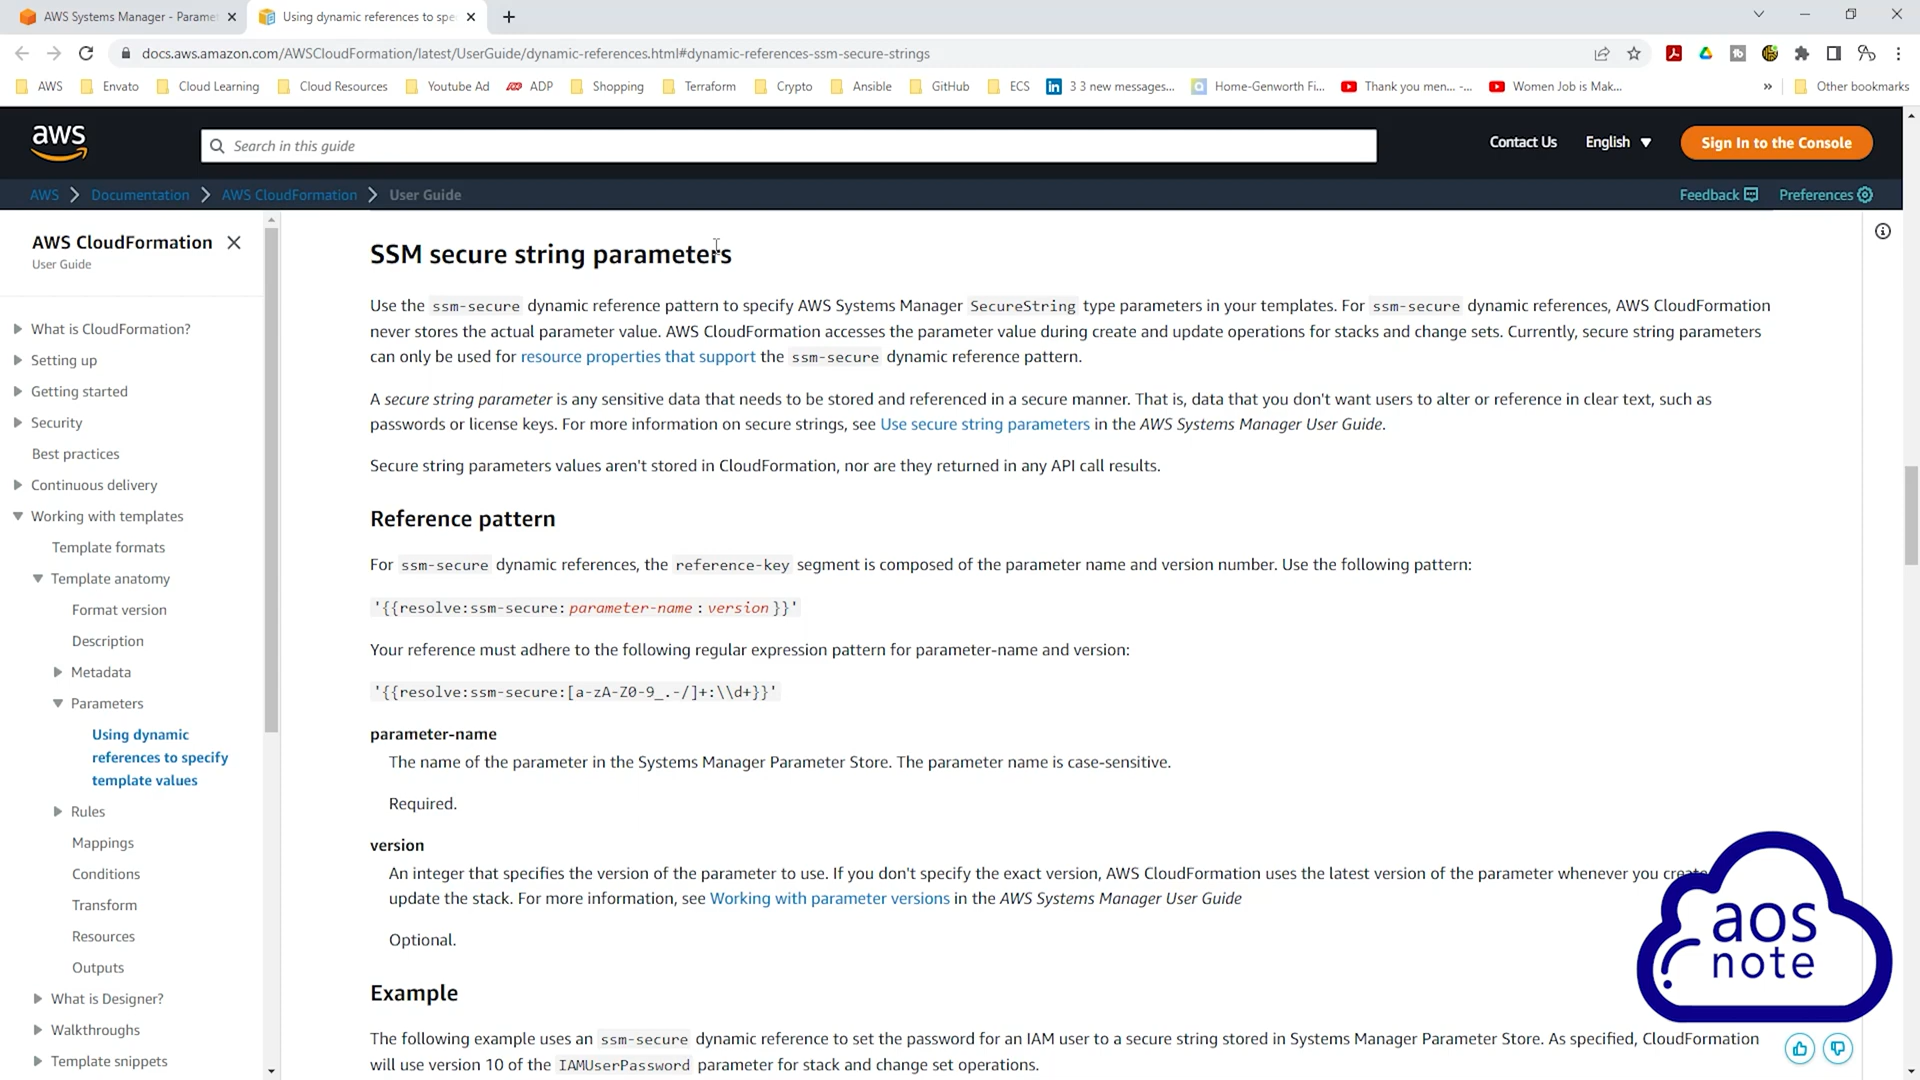 AWS Systems Manager - Parame
Using dynamic references to spe
docs.aws.amazon.com/AWSCloudFormation/latest/UserGuide/dynamic-references.html#dynamic-references-ssm-secure-strings
AWS
Envato
Cloud Learning
Cloud Resources
Youtube Ad
ADP
Shopping
Terraform
Crypto
Ansible
GitHub
ECS
3 3 new messages...
Home-Genworth Fi...
Thank you men... -...
Women Job is Mak...
»
Other bookmarks
aws
Search in this guide
Contact Us
English
Sign In to the Console
AWS
Documentation
AWS CloudFormation
User Guide
Feedback
Preferences
AWS CloudFormation
User Guide
What is CloudFormation?
Setting up
Getting started
Security
Best practices
Continuous delivery
Working with templates
Template formats
Template anatomy
Format version
Description
Metadata
Parameters
Using dynamic
references to specify
template values
Rules
Mappings
Conditions
Transform
Resources
Outputs
What is Designer?
Walkthroughs
Template snippets
SSM secure string parameters
Use the ssm-secure dynamic reference pattern to specify AWS Systems Manager SecureString type parameters in your templates. For ssm-secure dynamic references, AWS CloudFormation
never stores the actual parameter value. AWS CloudFormation accesses the parameter value during create and update operations for stacks and change sets. Currently, secure string parameters
can only be used for resource properties that support the ssm-secure dynamic reference pattern.
A secure string parameter is any sensitive data that needs to be stored and referenced in a secure manner. That is, data that you don't want users to alter or reference in clear text, such as
passwords or license keys. For more information on secure strings, see Use secure string parameters in the AWS Systems Manager User Guide.
Secure string parameters values aren't stored in CloudFormation, nor are they returned in any API call results.
Reference pattern
For ssm-secure dynamic references, the reference-key segment is composed of the parameter name and version number. Use the following pattern:
'{{resolve:ssm-secure:parameter-name:version}}'
Your reference must adhere to the following regular expression pattern for parameter-name and version:
'{{resolve:ssm-secure:[a-zA-Z0-9_.-/]+:\\d+}}'
parameter-name
The name of the parameter in the Systems Manager Parameter Store. The parameter name is case-sensitive.
Required.
version
An integer that specifies the version of the parameter to use. If you don't specify the exact version, AWS CloudFormation uses the latest version of the parameter whenever you create
update the stack. For more information, see Working with parameter versions in the AWS Systems Manager User Guide
Optional.
Example
The following example uses an ssm-secure dynamic reference to set the password for an IAM user to a secure string stored in Systems Manager Parameter Store. As specified, CloudFormation
will use version 10 of the IAMUserPassword parameter for stack and change set operations.
aos
note